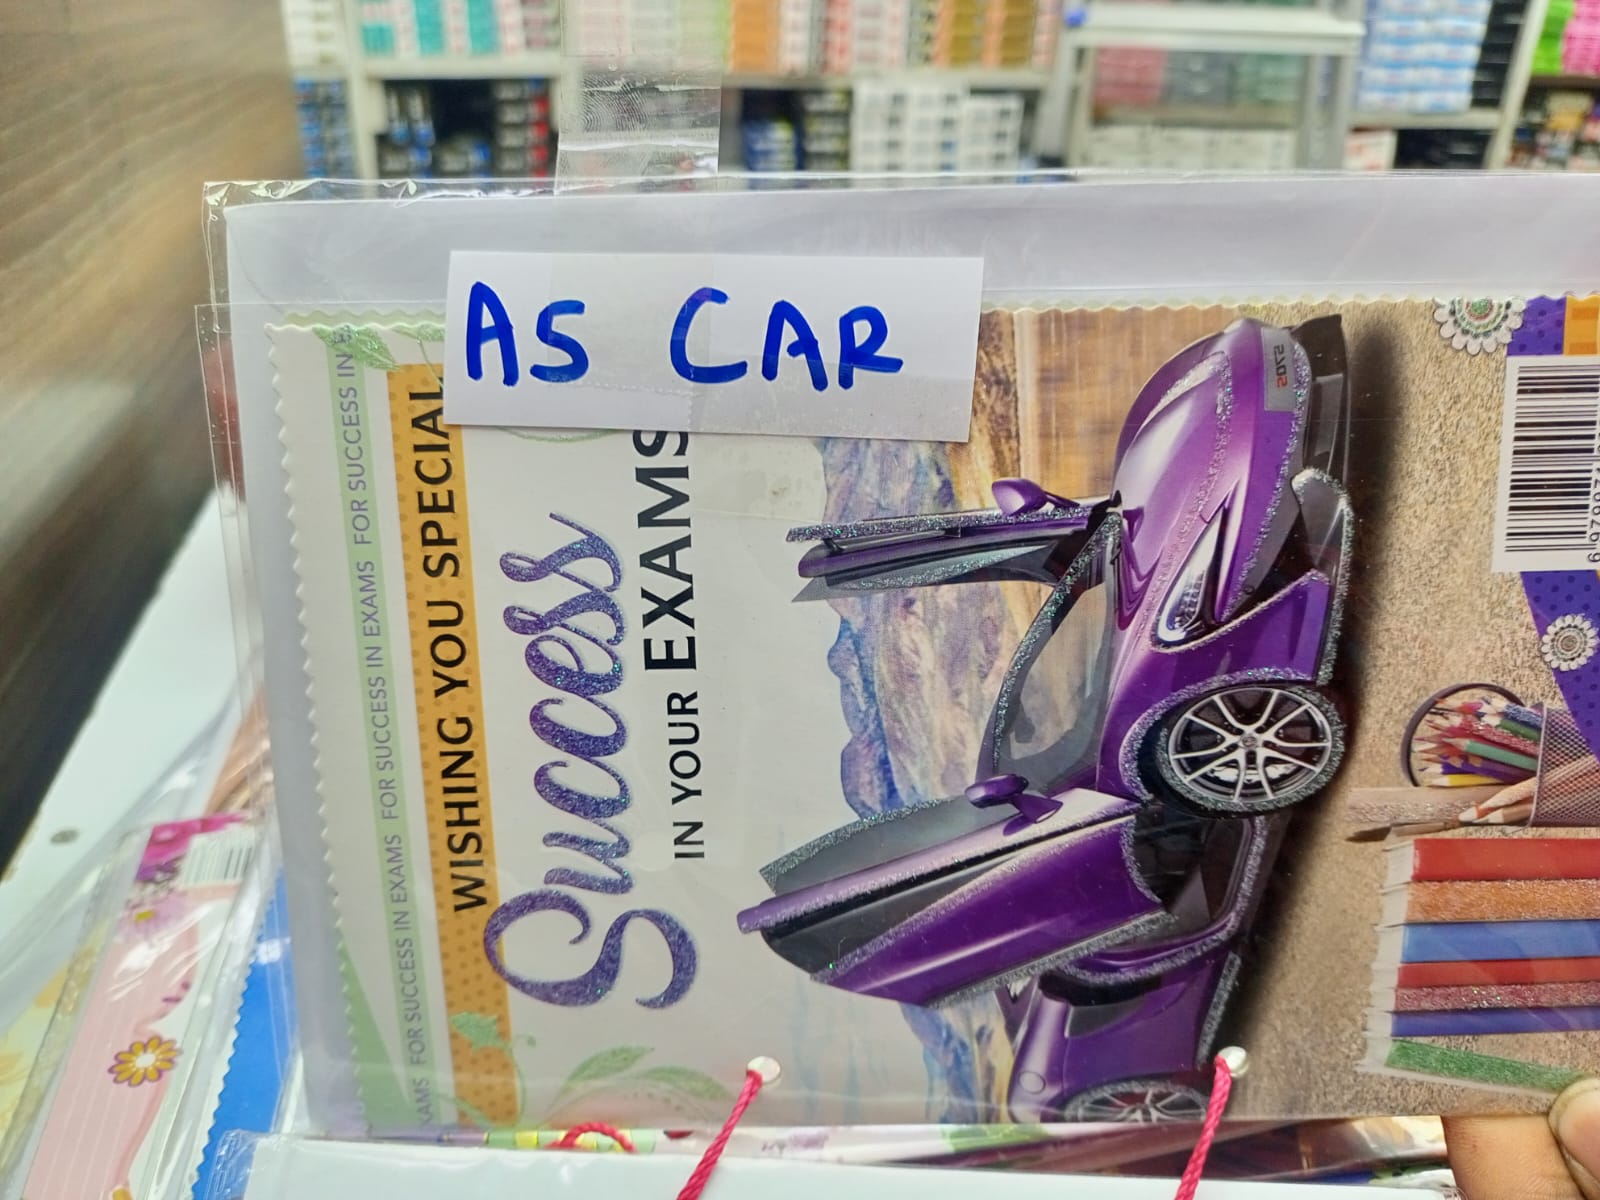 A5 CAR
FOR SUCCESS IN EXAMS FOR SUCCESS IN EXAMS FOR SUCCESS IN
WISHING YOU SPECIAL
Success
IN YOUR EXAMS